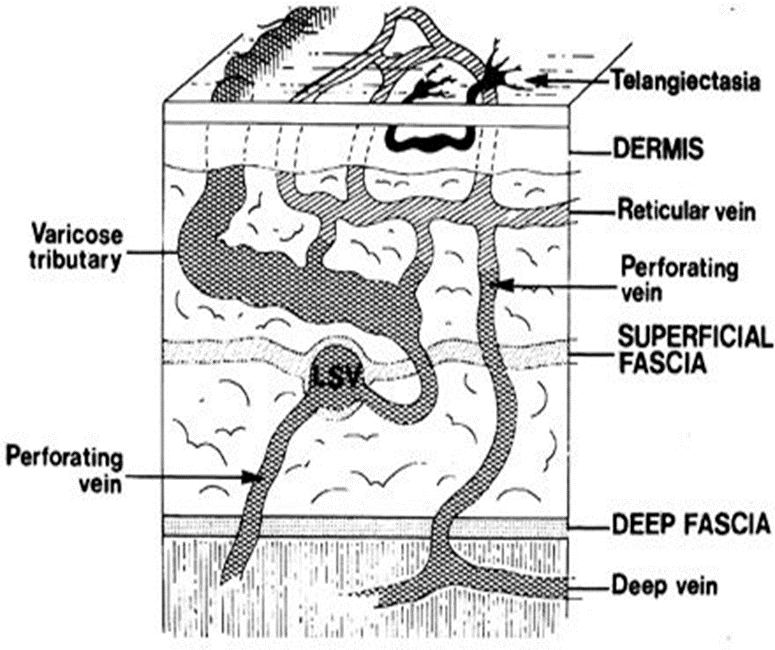 Telangiectasia
DERMIS
Reticular vein
Varicose
tributary
Perforating
vein
SUPERFICIAL
FASCIA
LSV
Perforating
vein
DEEP FASCIA
Deep vein